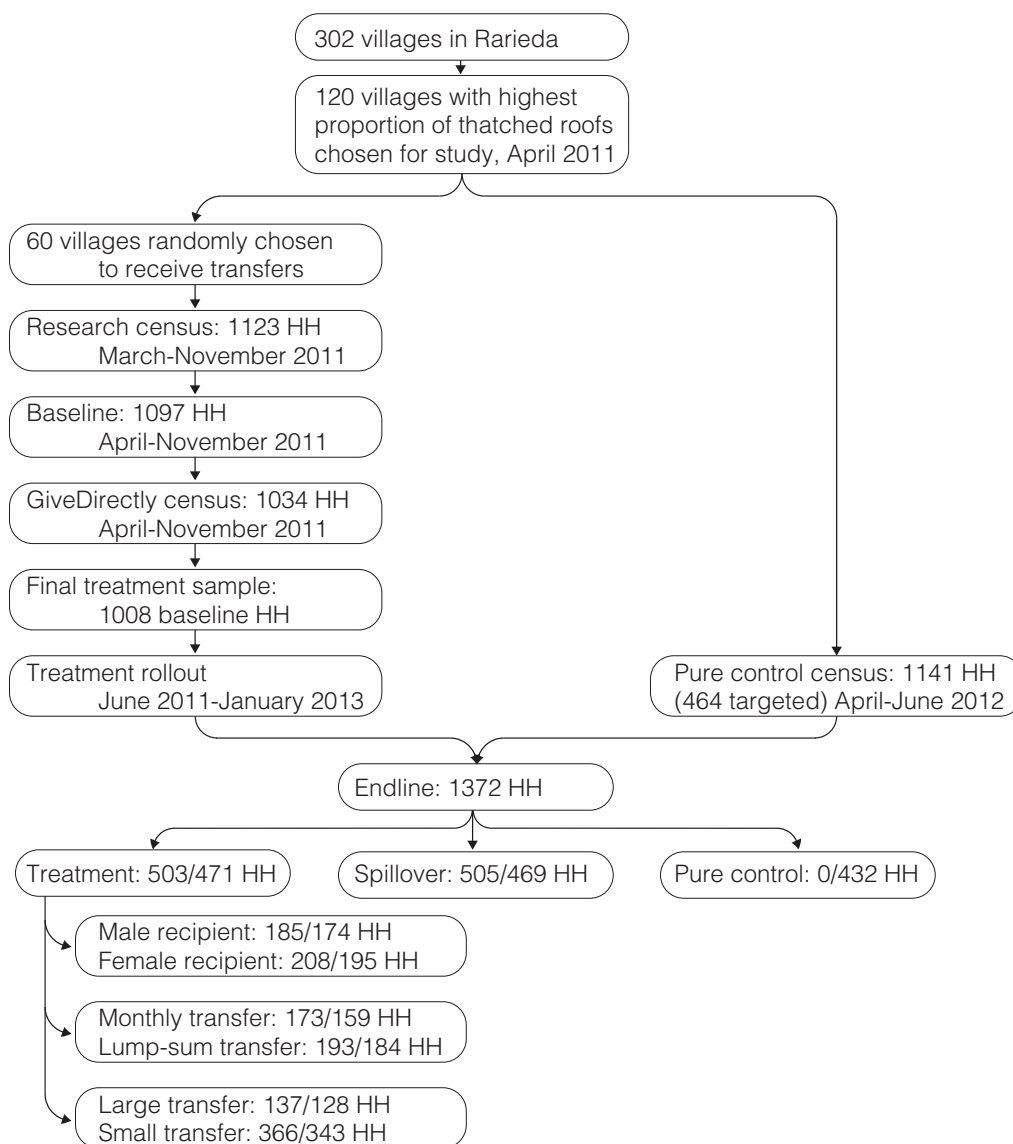 302 villages in Rarieda
120 villages with highest
proportion of thatched roofs
chosen for study, April 2011
60 villages randomly chosen
to receive transfers
Research census: 1123 HH
March-November 2011
Baseline: 1097 HH
April-November 2011
GiveDirectly census: 1034 HH
April-November 2011
Final treatment sample:
1008 baseline HH
Treatment rollout
June 2011-January 2013
Pure control census: 1141 HH
(464 targeted) April-June 2012
Endline: 1372 HH
Treatment: 503/471 HH
Spillover: 505/469 HH
Pure control: 0/432 HH
Male recipient: 185/174 HH
Female recipient: 208/195 HH
Monthly transfer: 173/159 HH
Lump-sum transfer: 193/184 HH
Large transfer: 137/128 HH
Small transfer: 366/343 HH